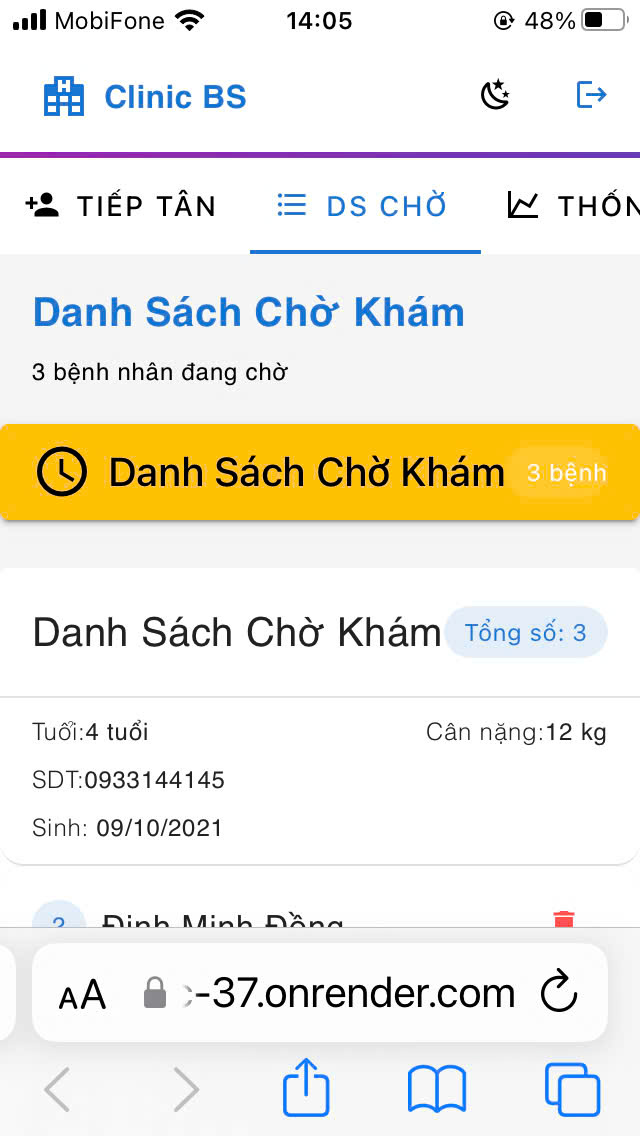 MobiFone 14:05 48%
Clinic BS
TIẾP TÂN DS CHỜ THỐN
Danh Sách Chờ Khám
3 bệnh nhân đang chờ
Danh Sách Chờ Khám 3 bệnh
Danh Sách Chờ Khám Tổng số: 3
Tuổi:4 tuổi Cân nặng:12 kg
SDT:0933144145
Sinh: 09/10/2021
2 Đinh Minh Đồng
AA c-37.onrender.com